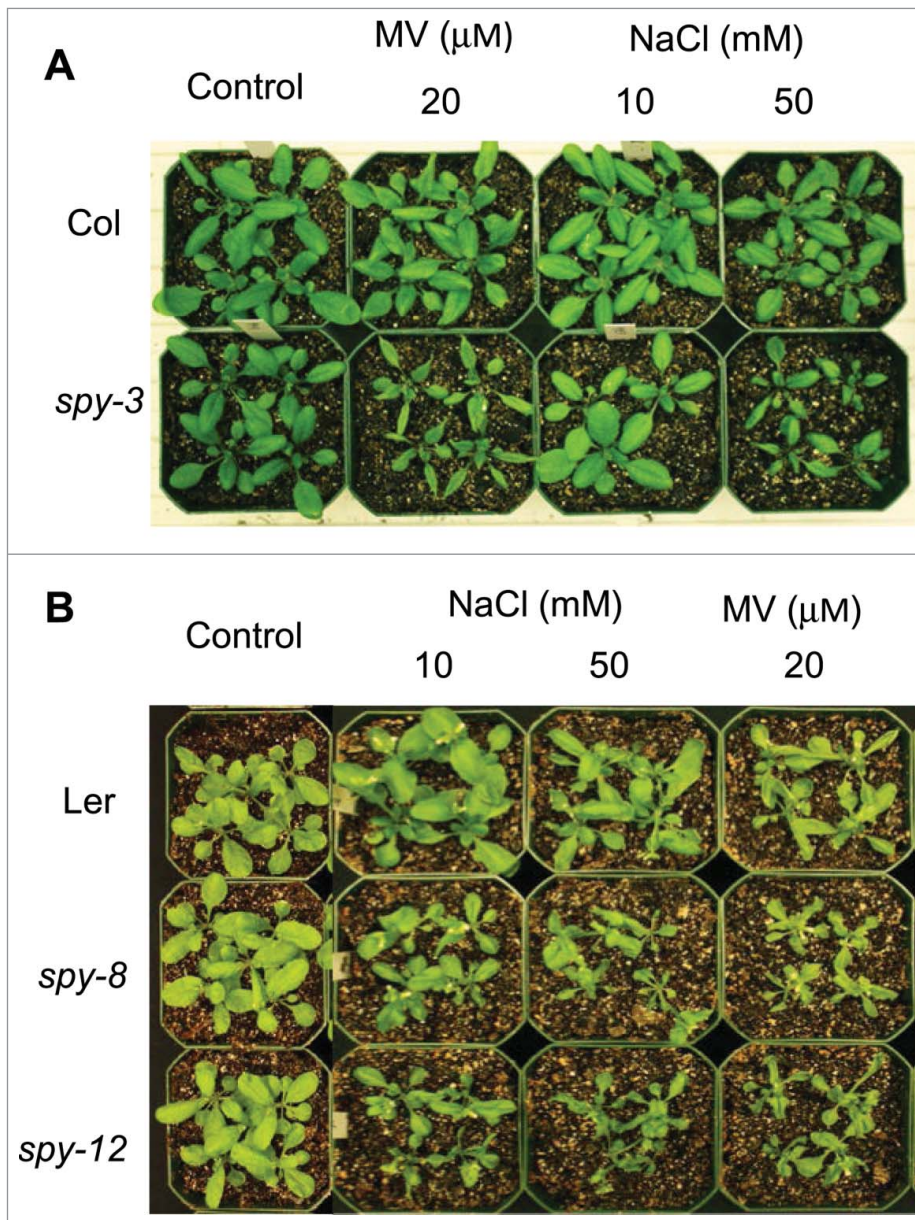 A
MV (μM) NaCl (mM)
Control 20 10 50
Col
spy-3
B
NaCl (mM) MV (μM)
Control 10 50 20
Ler
spy-8
spy-12